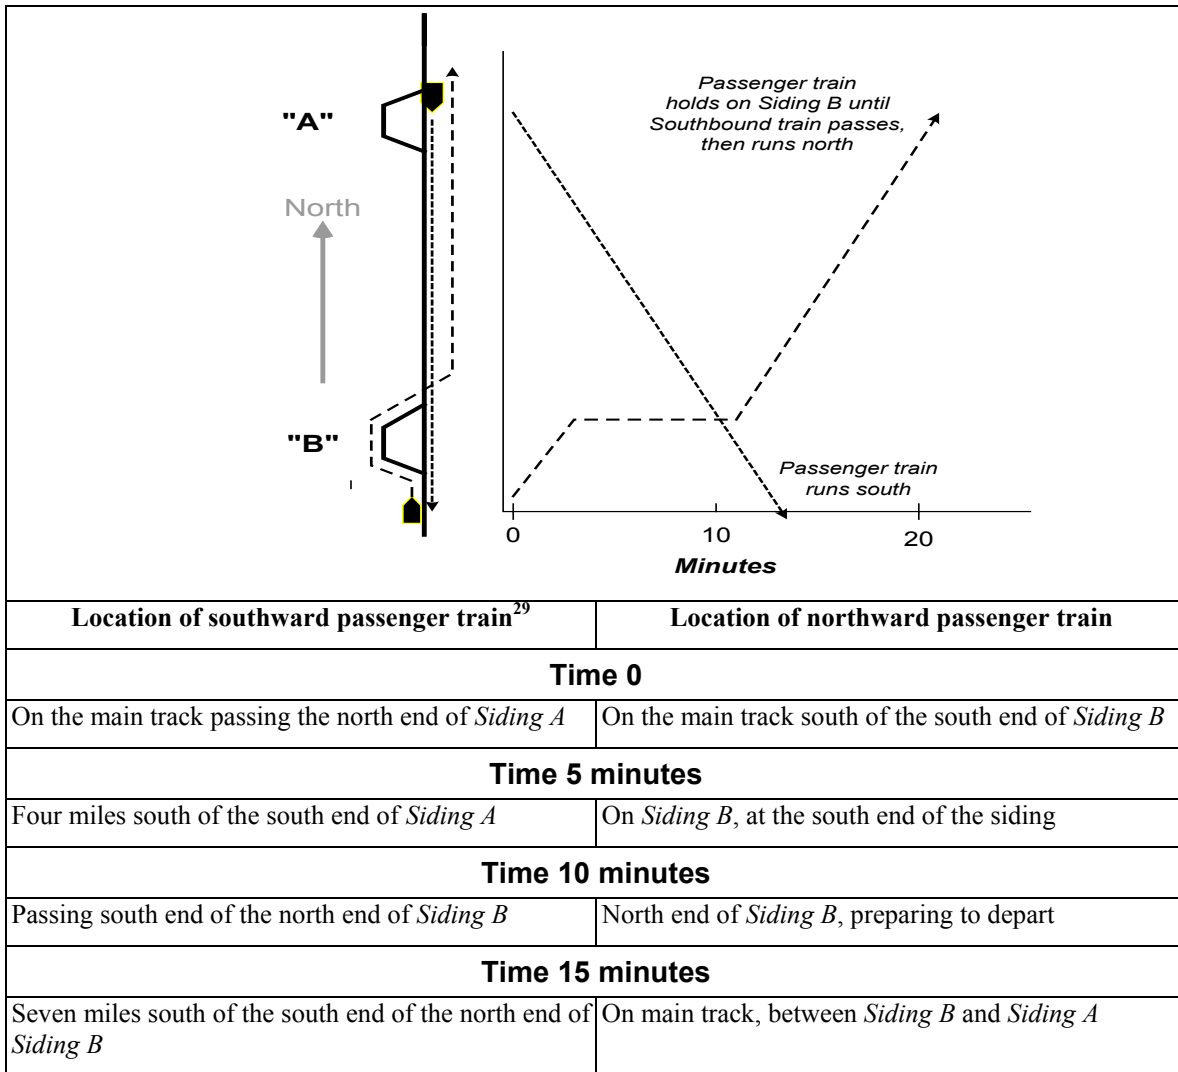 "A"
North
"B"
Passenger train
holds on Siding B until
Southbound train passes,
then runs north
Passenger train
runs south
0
10
20
Minutes
Location of southward passenger train29
Location of northward passenger train
Time 0
On the main track passing the north end of Siding A
On the main track south of the south end of Siding B
Time 5 minutes
Four miles south of the south end of Siding A
On Siding B, at the south end of the siding
Time 10 minutes
Passing south end of the north end of Siding B
North end of Siding B, preparing to depart
Time 15 minutes
Seven miles south of the south end of the north end of
Siding B
On main track, between Siding B and Siding A